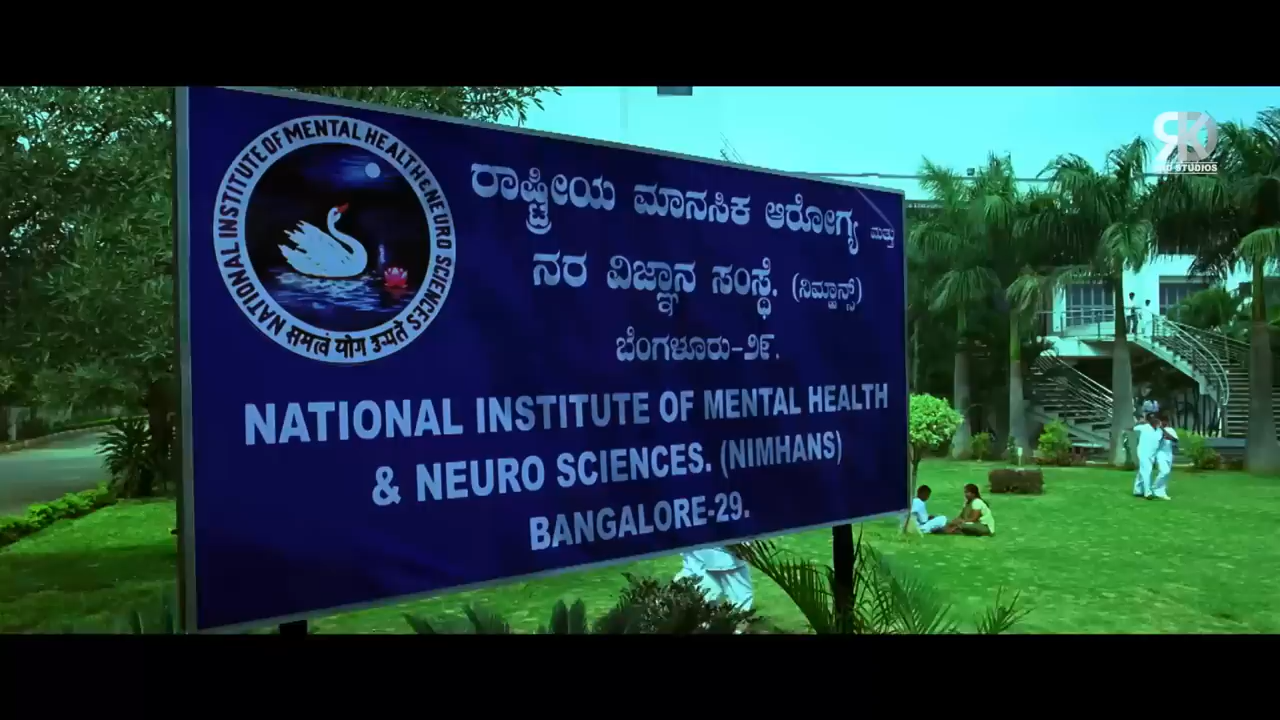 NATIONAL INSTITUTE OF MENTAL HEALTH & NEURO SCIENCES
समत्वं योग उच्यते
ರಾಷ್ಟ್ರೀಯ ಮಾನಸಿಕ ಆರೋಗ್ಯ ಮತ್ತು
ನರ ವಿಜ್ಞಾನ ಸಂಸ್ಥೆ. (ನಿಮ್ಹಾನ್ಸ್)
ಬೆಂಗಳೂರು-೨೯.
NATIONAL INSTITUTE OF MENTAL HEALTH
& NEURO SCIENCES. (NIMHANS)
BANGALORE-29.
STUDIOS